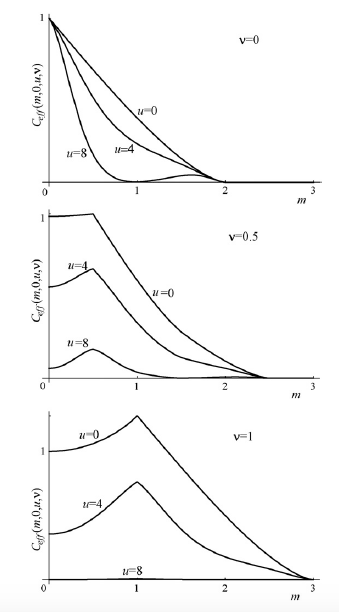 1
ν=0
C_eff(m,0,u,ν)
u=0
u=4
u=8
0
1
2
3
m
1
ν=0.5
C_eff(m,0,u,ν)
u=4
u=0
u=8
0
1
2
3
m
ν=1
u=0
1
C_eff(m,0,u,ν)
u=4
u=8
0
1
2
3
m